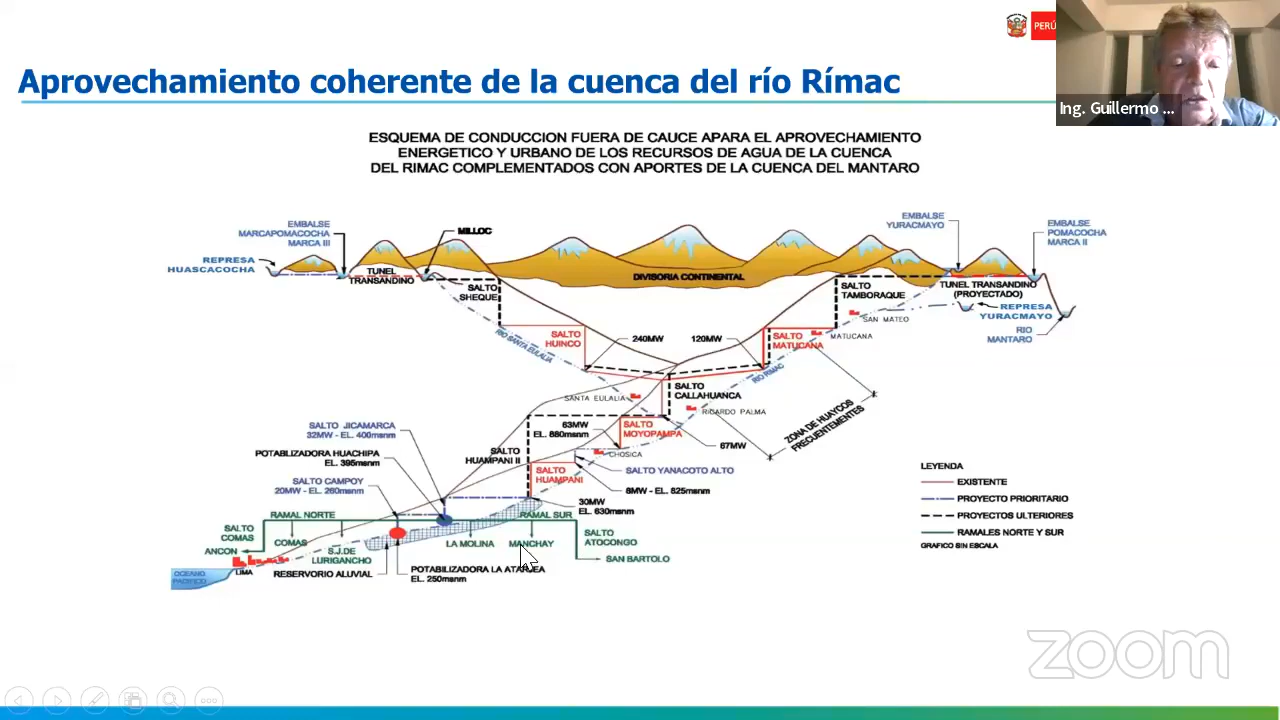 PERÚ
Ing. Guillermo ...
Aprovechamiento coherente de la cuenca del río Rímac
ESQUEMA DE CONDUCCION FUERA DE CAUCE APARA EL APROVECHAMIENTO
ENERGETICO Y URBANO DE LOS RECURSOS DE AGUA DE LA CUENCA
DEL RIMAC COMPLEMENTADOS CON APORTES DE LA CUENCA DEL MANTARO
EMBALSE
MARCAPOMACOCHA
MARCA III
MILLOC
EMBALSE
YURACMAYO
EMBALSE
POMACOCHA
MARCA II
REPRESA
HUASCACOCHA
TUNEL
TRANSANDINO
DIVISORIA CONTINENTAL
SALTO
SHEQUE
SALTO
TAMBORAQUE
TUNEL TRANSANDINO
(PROYECTADO)
REPRESA
YURACMAYO
SAN MATEO
RIO
MANTARO
SALTO
HUINCO
RIO SANTA EULALIA
240MW
120MW
SALTO
MATUCANA
MATUCANA
RIO RIMAC
SALTO
CALLAHUANCA
SANTA EULALIA
RICARDO PALMA
ZONA DE HUAYCOS
FRECUENTEMENTES
SALTO JICAMARCA
32MW - EL. 400msnm
63MW
EL. 880msnm
SALTO
MOYOPAMPA
67MW
POTABILIZADORA HUACHIPA
EL. 395msnm
SALTO
HUAMPANI II
CHOSICA
SALTO YANACOTO ALTO
SALTO CAMPOY
20MW - EL. 260msnm
SALTO
HUAMPANI
8MW - EL. 825msnm
30MW
EL. 630msnm
RAMAL NORTE
RAMAL SUR
SALTO
COMAS
COMAS
ANCON
S.J.DE
LURIGANCHO
LA MOLINA
MANCHAY
SALTO
ATOCONGO
SAN BARTOLO
LIMA
OCEANO
PACIFICO
RESERVORIO ALUVIAL
POTABILIZADORA LA ATARJEA
EL. 250msnm
LEYENDA
EXISTENTE
PROYECTO PRIORITARIO
PROYECTOS ULTERIORES
RAMALES NORTE Y SUR
GRAFICO SIN ESCALA
zoom